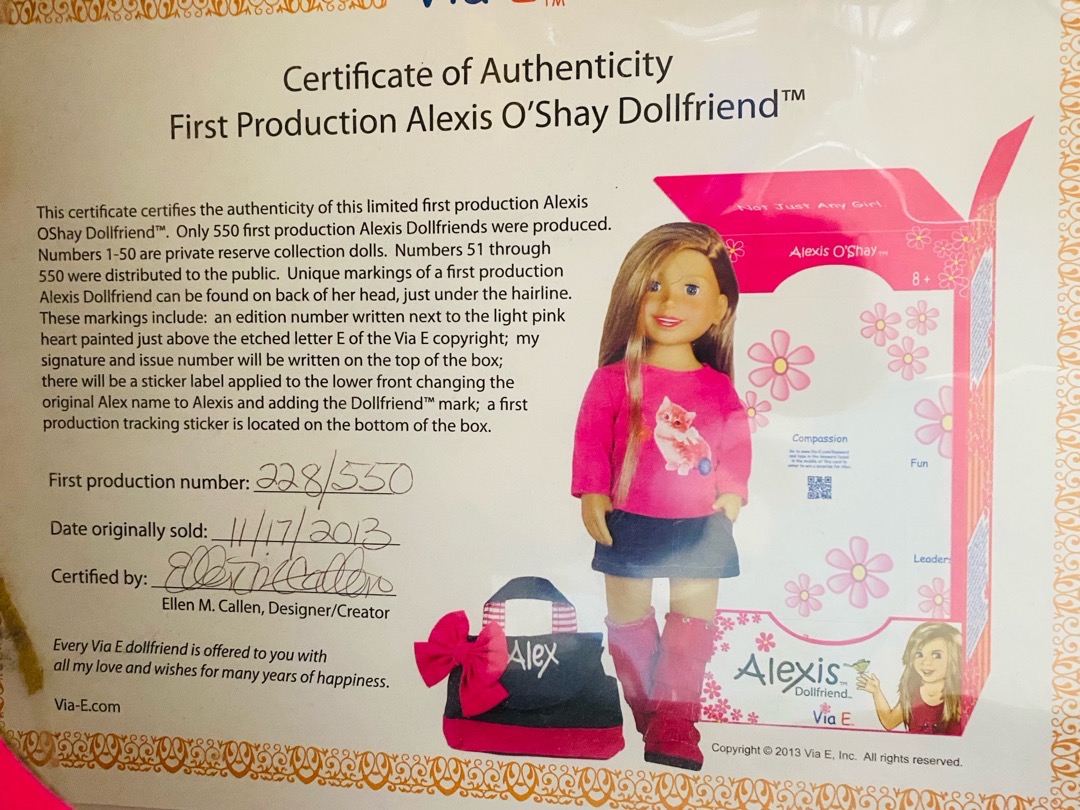 Via E™
Certificate of Authenticity
First Production Alexis O'Shay Dollfriend™
This certificate certifies the authenticity of this limited first production Alexis
OShay Dollfriend™. Only 550 first production Alexis Dollfriends were produced.
Numbers 1-50 are private reserve collection dolls. Numbers 51 through
550 were distributed to the public. Unique markings of a first production
Alexis Dollfriend can be found on back of her head, just under the hairline.
These markings include: an edition number written next to the light pink
heart painted just above the etched letter E of the Via E copyright; my
signature and issue number will be written on the top of the box;
there will be a sticker label applied to the lower front changing the
original Alex name to Alexis and adding the Dollfriend™ mark; a first
production tracking sticker is located on the bottom of the box.
First production number: 228/550
Date originally sold: 11/17/2013
Certified by: Ellen M Callen
Ellen M. Callen, Designer/Creator
Every Via E dollfriend is offered to you with
all my love and wishes for many years of happiness.
Via-E.com
Not Just Any Girl
Alexis O'Shay™
8+
Compassion
Fun
Leader
Alex
Alexis™
Dollfriend™
Via E
Copyright © 2013 Via E, Inc. All rights reserved.